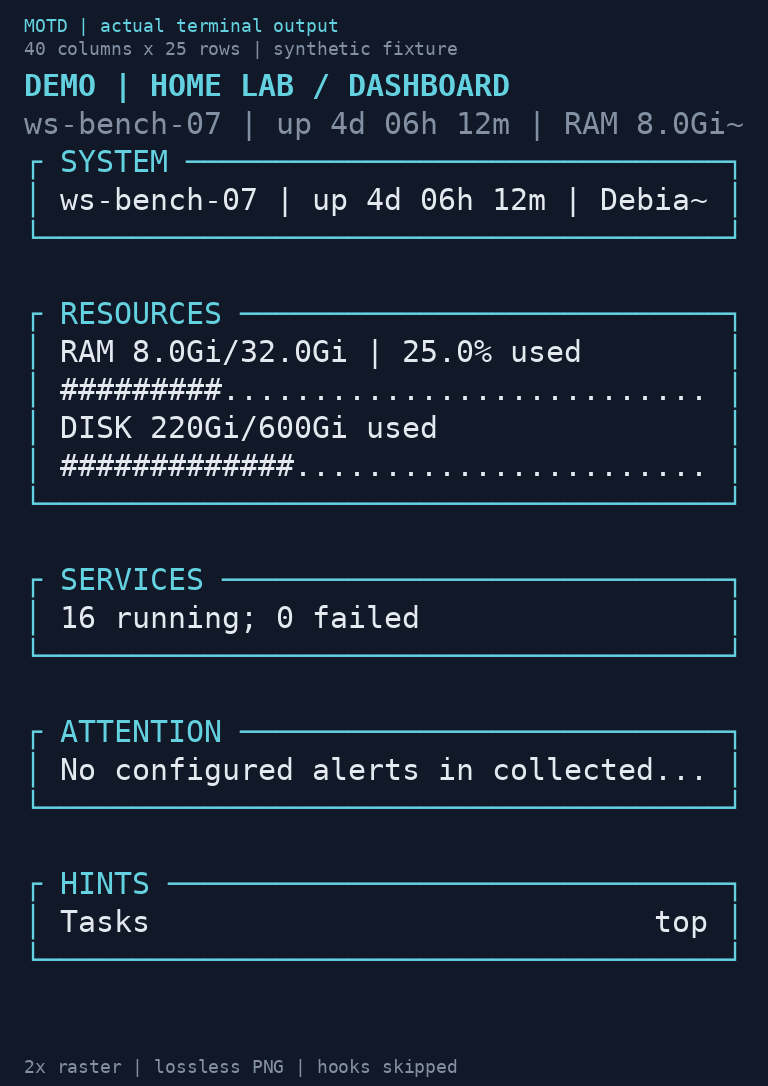 MOTD | actual terminal output
40 columns x 25 rows | synthetic fixture
DEMO | HOME LAB / DASHBOARD
ws-bench-07 | up 4d 06h 12m | RAM 8.0Gi~
SYSTEM
ws-bench-07 | up 4d 06h 12m | Debia~
RESOURCES
RAM 8.0Gi/32.0Gi | 25.0% used
#########...........................
DISK 220Gi/600Gi used
#############.......................
SERVICES
16 running; 0 failed
ATTENTION
No configured alerts in collected...
HINTS
Tasks                            top
2x raster | lossless PNG | hooks skipped